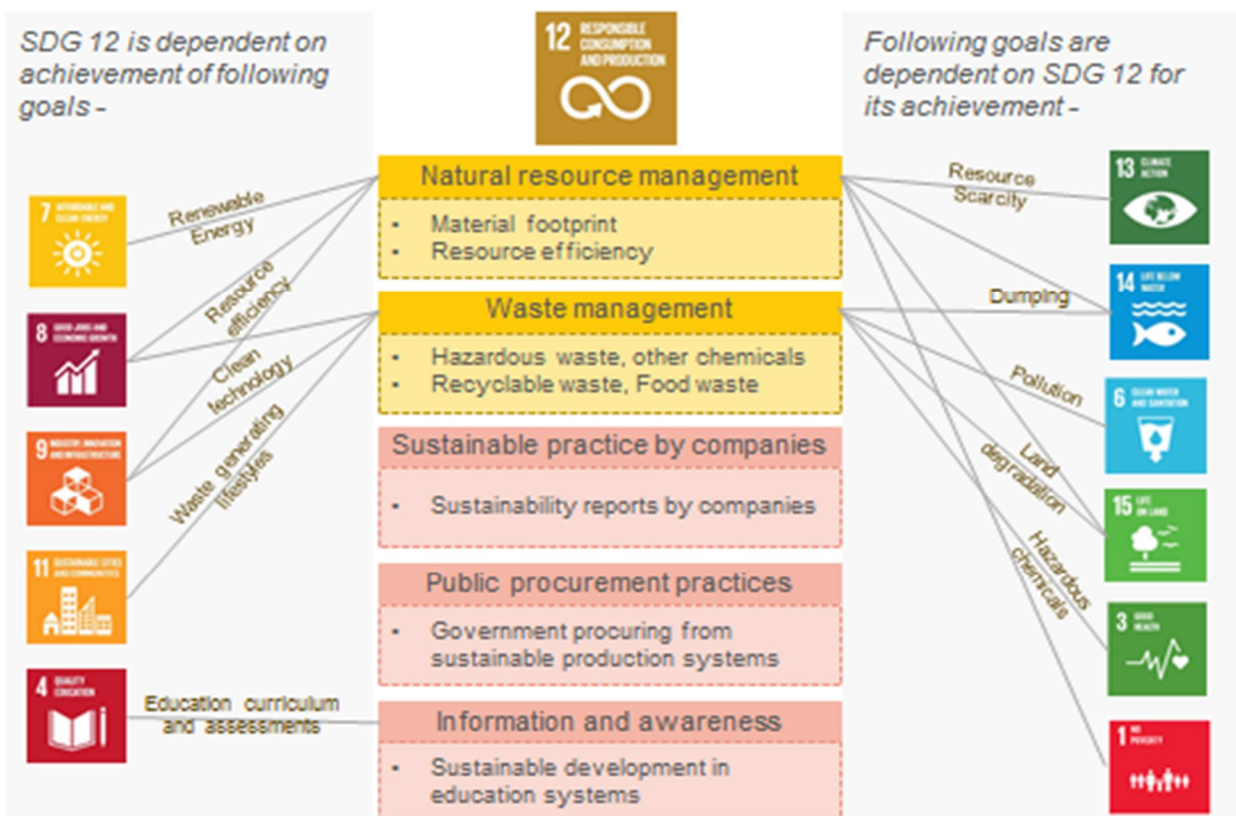 SDG 12 is dependent on
achievement of following
goals -
12 RESPONSIBLE
CONSUMPTION
AND PRODUCTION
Following goals are
dependent on SDG 12 for
its achievement -
Natural resource management
• Material footprint
• Resource efficiency
Waste management
• Hazardous waste, other chemicals
• Recyclable waste, Food waste
Sustainable practice by companies
• Sustainability reports by companies
Public procurement practices
• Government procuring from
sustainable production systems
Information and awareness
• Sustainable development in
education systems
7 AFFORDABLE AND
CLEAN ENERGY
8 GOOD JOBS AND
ECONOMIC GROWTH
9 INDUSTRY, INNOVATION
AND INFRASTRUCTURE
11 SUSTAINABLE CITIES
AND COMMUNITIES
4 QUALITY
EDUCATION
Renewable
Energy
Resource
efficiency
Clean
technology
Waste generating
lifestyles
Education curriculum
and assessments
Resource
Scarcity
Dumping
Pollution
Land
degradation
Hazardous
chemicals
13 CLIMATE
ACTION
14 LIFE BELOW
WATER
6 CLEAN WATER
AND SANITATION
15 LIFE
ON LAND
3 GOOD
HEALTH
1 NO
POVERTY